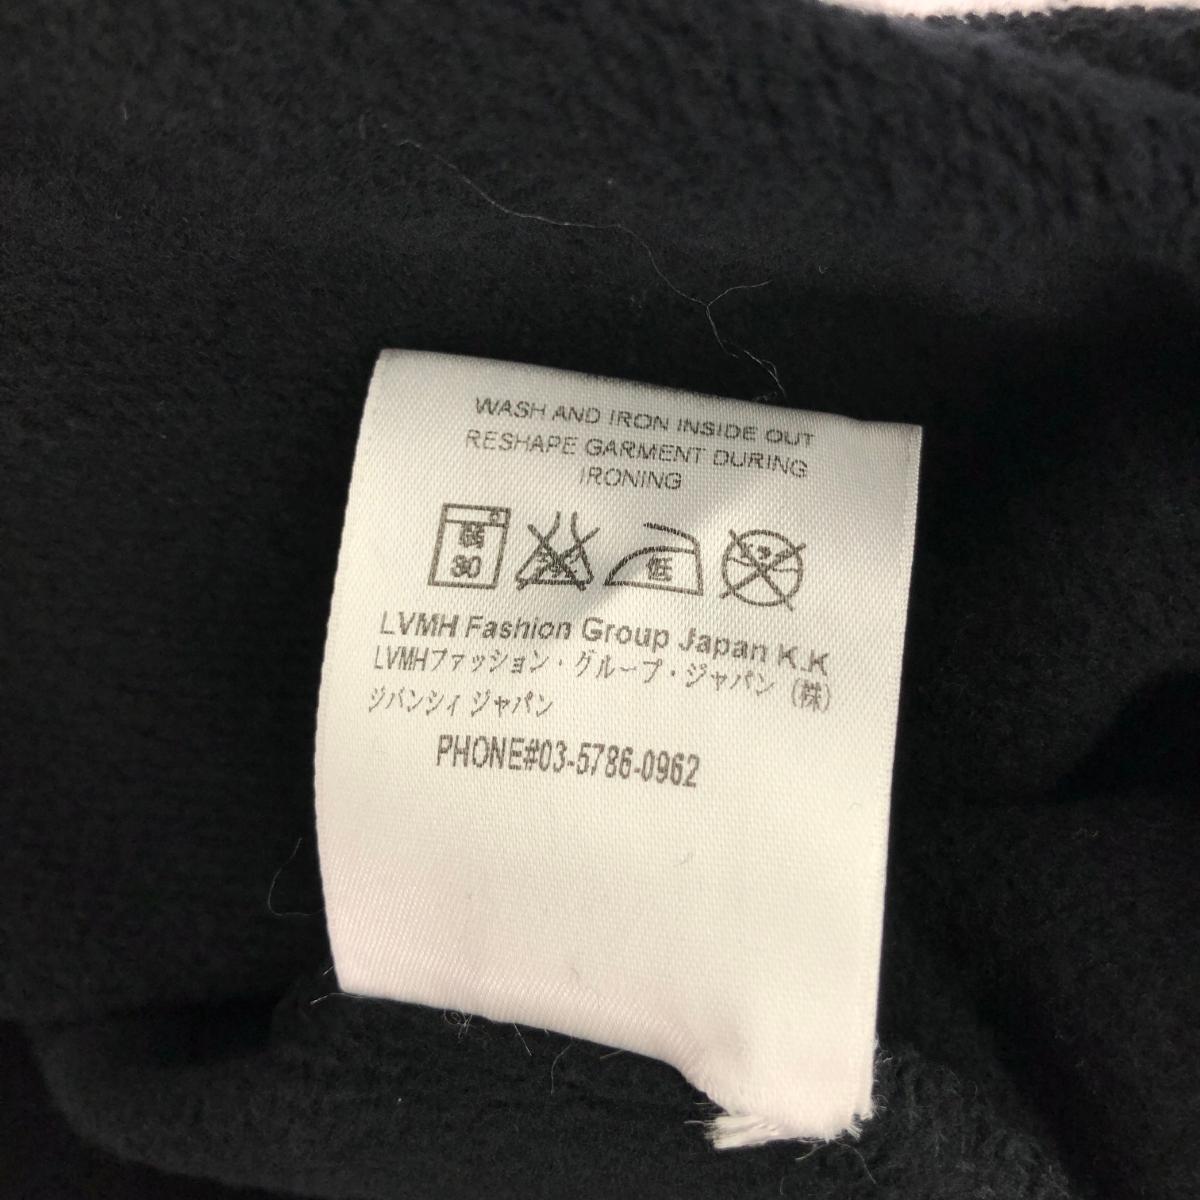 WASH AND IRON INSIDE OUT
RESHAPE GARMENT DURING
IRONING
弱
30
低
LVMH Fashion Group Japan K.K
LVMHファッション・グループ・ジャパン (株)
ジバンシィ ジャパン
PHONE#03-5786-0962